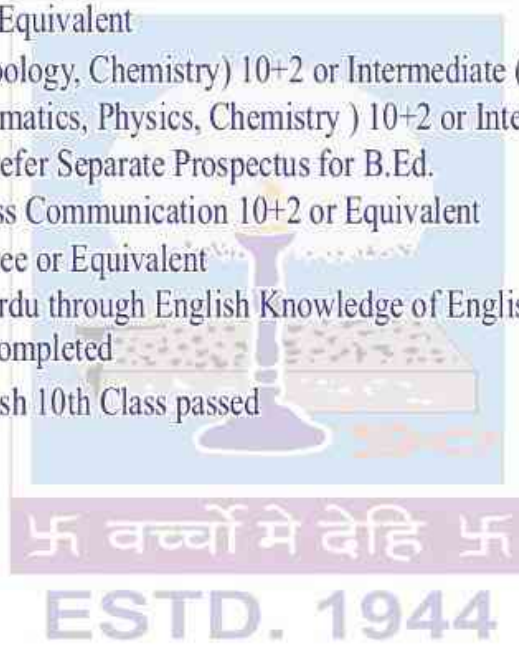 Equivalent
ology, Chemistry) 10+2 or Intermediate (
matics, Physics, Chemistry ) 10+2 or Inte
efer Separate Prospectus for B.Ed.
ss Communication 10+2 or Equivalent
ee or Equivalent
rdu through English Knowledge of Englis
ompleted
sh 10th Class passed
卐 वर्च्चो मे देहि 卐
ESTD. 1944